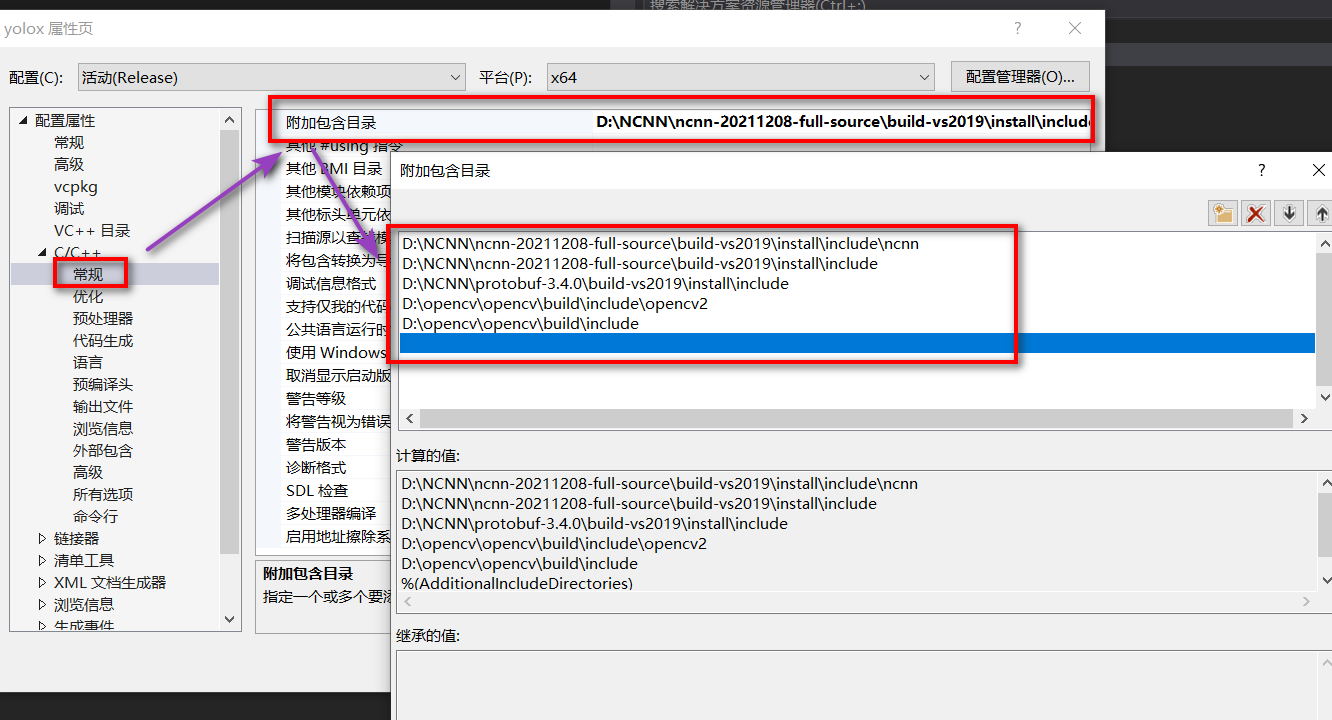 搜索解决方案资源管理器(Ctrl+;)
yolox 属性页
?
配置(C):
活动(Release)
平台(P):
x64
配置管理器(O)...
配置属性
常规
高级
vcpkg
调试
VC++ 目录
C/C++
常规
优化
预处理器
代码生成
语言
预编译头
输出文件
浏览信息
外部包含
高级
所有选项
命令行
链接器
清单工具
XML 文档生成器
浏览信息
生成事件
附加包含目录
D:\NCNN\ncnn-20211208-full-source\build-vs2019\install\include
其他 #using 指令
其他 BMI 目录
其他模块依赖项
其他标头单元依
扫描源以查找模
将包含转换为导
调试信息格式
支持仅我的代码
公共语言运行时
使用 Windows
取消显示启动版
警告等级
将警告视为错误
警告版本
诊断格式
SDL 检查
多处理器编译
启用地址擦除系
附加包含目录
指定一个或多个要添
附加包含目录
?
D:\NCNN\ncnn-20211208-full-source\build-vs2019\install\include\ncnn
D:\NCNN\ncnn-20211208-full-source\build-vs2019\install\include
D:\NCNN\protobuf-3.4.0\build-vs2019\install\include
D:\opencv\opencv\build\include\opencv2
D:\opencv\opencv\build\include
计算的值:
D:\NCNN\ncnn-20211208-full-source\build-vs2019\install\include\ncnn
D:\NCNN\ncnn-20211208-full-source\build-vs2019\install\include
D:\NCNN\protobuf-3.4.0\build-vs2019\install\include
D:\opencv\opencv\build\include\opencv2
D:\opencv\opencv\build\include
%(AdditionalIncludeDirectories)
继承的值: